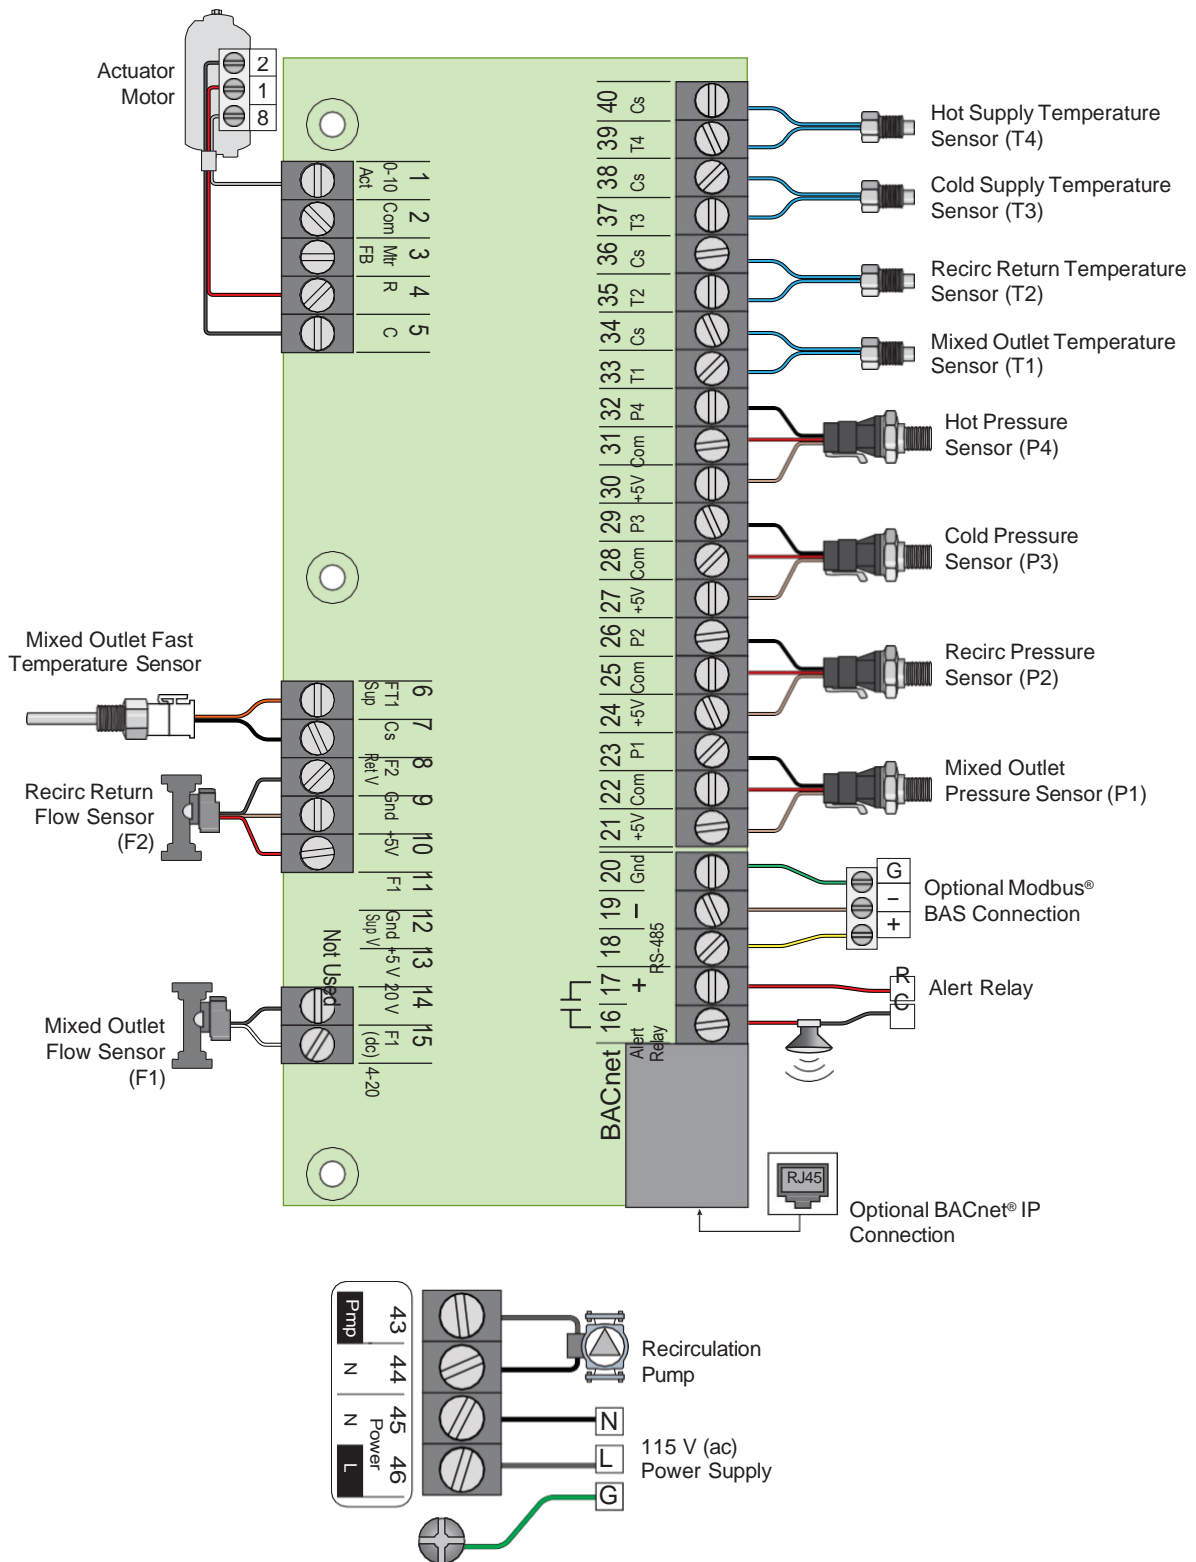 Actuator
Motor
2
1
8
1
0-10
Act
2
Com
3
Mtr
FB
4
R
5
C
Mixed Outlet Fast
Temperature Sensor
6
FT1
Sup
7
Cs
8
F2
Ret V
9
Gnd
10
+5V
11
F1
12
Gnd
Sup V
13
+5 V
14
20 V
15
F1
(dc) 4-20
Not Used
Recirc Return
Flow Sensor
(F2)
Mixed Outlet
Flow Sensor
(F1)
40
Cs
39
T4
38
Cs
37
T3
36
Cs
35
T2
34
Cs
33
T1
32
P4
31
Com
30
+5V
29
P3
28
Com
27
+5V
26
P2
25
Com
24
+5V
23
P1
22
Com
21
+5V
20
Gnd
19
–
18
RS-485
17
+
16
Alert
Relay
BACnet
Hot Supply Temperature
Sensor (T4)
Cold Supply Temperature
Sensor (T3)
Recirc Return Temperature
Sensor (T2)
Mixed Outlet Temperature
Sensor (T1)
Hot Pressure
Sensor (P4)
Cold Pressure
Sensor (P3)
Recirc Pressure
Sensor (P2)
Mixed Outlet
Pressure Sensor (P1)
G
–
+
Optional Modbus®
BAS Connection
R
C
Alert Relay
RJ45
Optional BACnet® IP
Connection
43
Pmp
44
N
45
N
Power
46
L
Recirculation
Pump
N
L
G
115 V (ac)
Power Supply